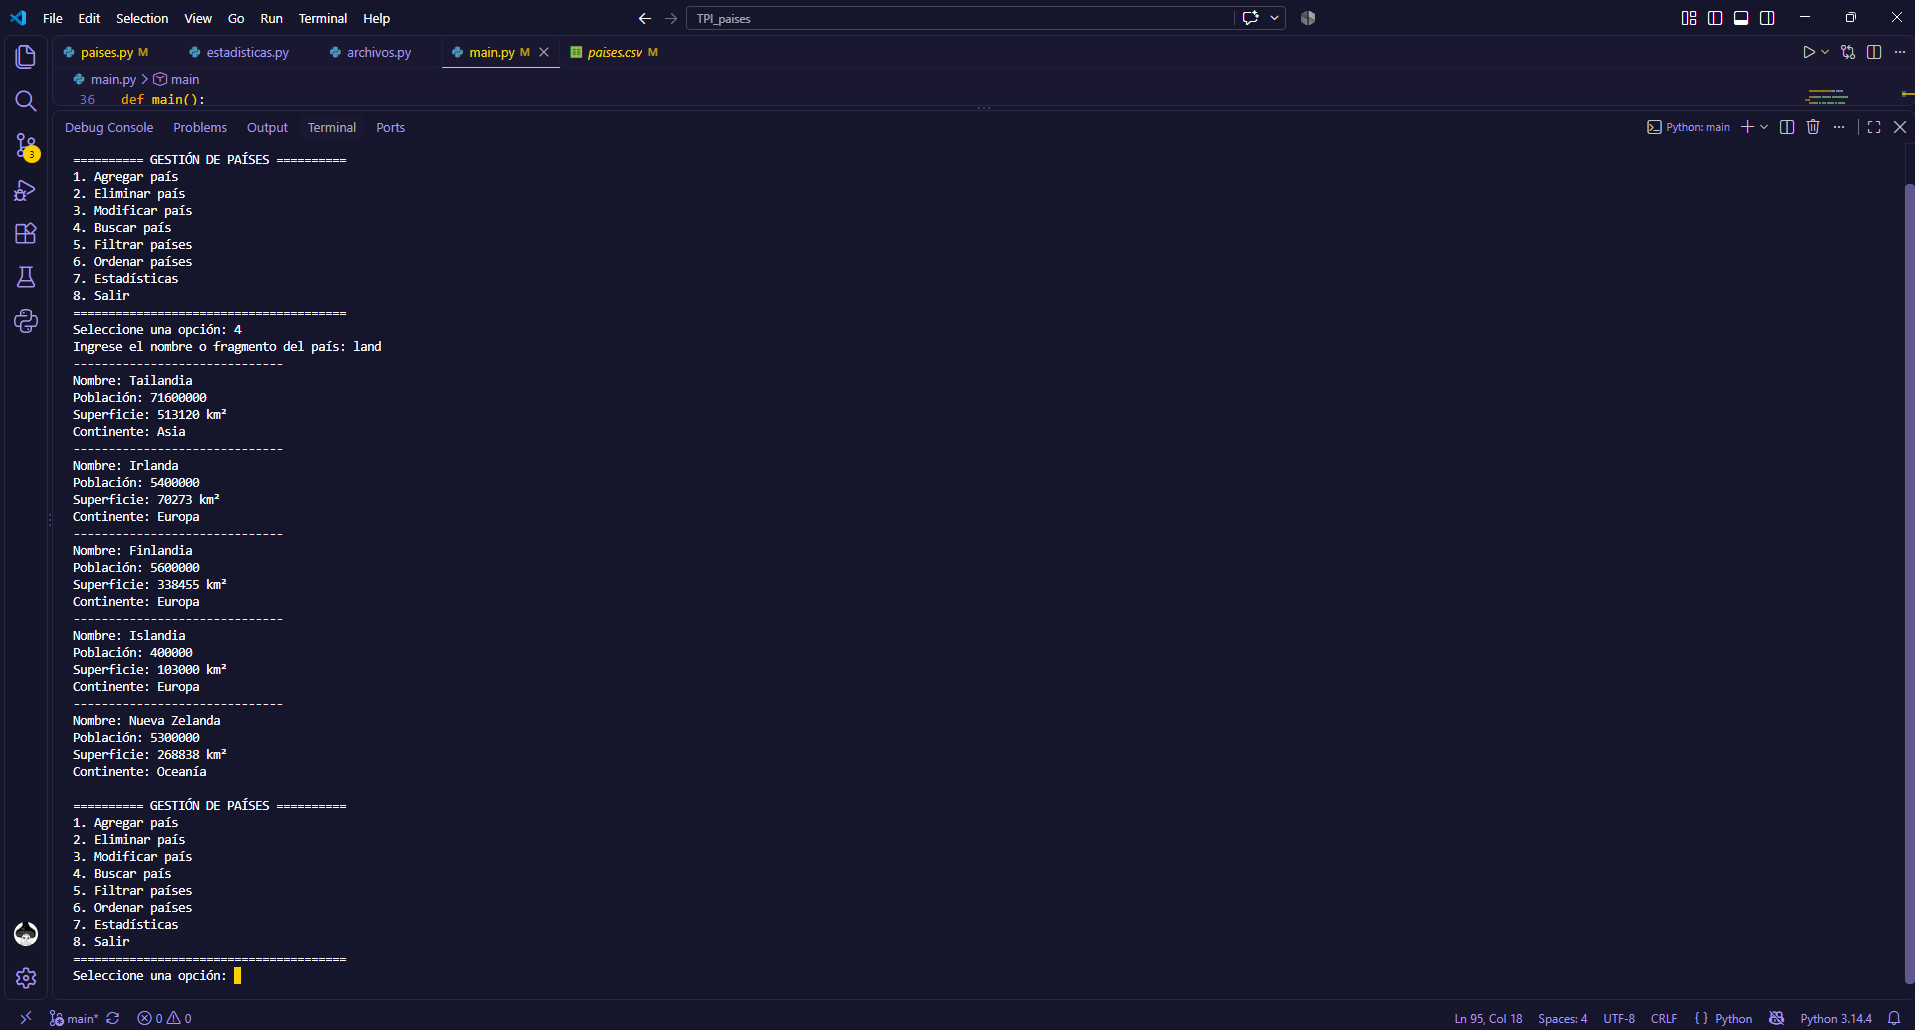 File Edit Selection View Go Run Terminal Help TPI_paises
paises.py M estadisticas.py archivos.py main.py M paises.csv M
main.py > main
36 def main():
Debug Console Problems Output Terminal Ports Python: main
========== GESTIÓN DE PAÍSES ==========
1. Agregar país
2. Eliminar país
3. Modificar país
4. Buscar país
5. Filtrar países
6. Ordenar países
7. Estadísticas
8. Salir
=======================================
Seleccione una opción: 4
Ingrese el nombre o fragmento del país: land
------------------------------
Nombre: Tailandia
Población: 71600000
Superficie: 513120 km²
Continente: Asia
------------------------------
Nombre: Irlanda
Población: 5400000
Superficie: 70273 km²
Continente: Europa
------------------------------
Nombre: Finlandia
Población: 5600000
Superficie: 338455 km²
Continente: Europa
------------------------------
Nombre: Islandia
Población: 400000
Superficie: 103000 km²
Continente: Europa
------------------------------
Nombre: Nueva Zelanda
Población: 5300000
Superficie: 268838 km²
Continente: Oceanía
========== GESTIÓN DE PAÍSES ==========
1. Agregar país
2. Eliminar país
3. Modificar país
4. Buscar país
5. Filtrar países
6. Ordenar países
7. Estadísticas
8. Salir
=======================================
Seleccione una opción:
3
main* 0 0 Ln 95, Col 18 Spaces: 4 UTF-8 CRLF {} Python Python 3.14.4